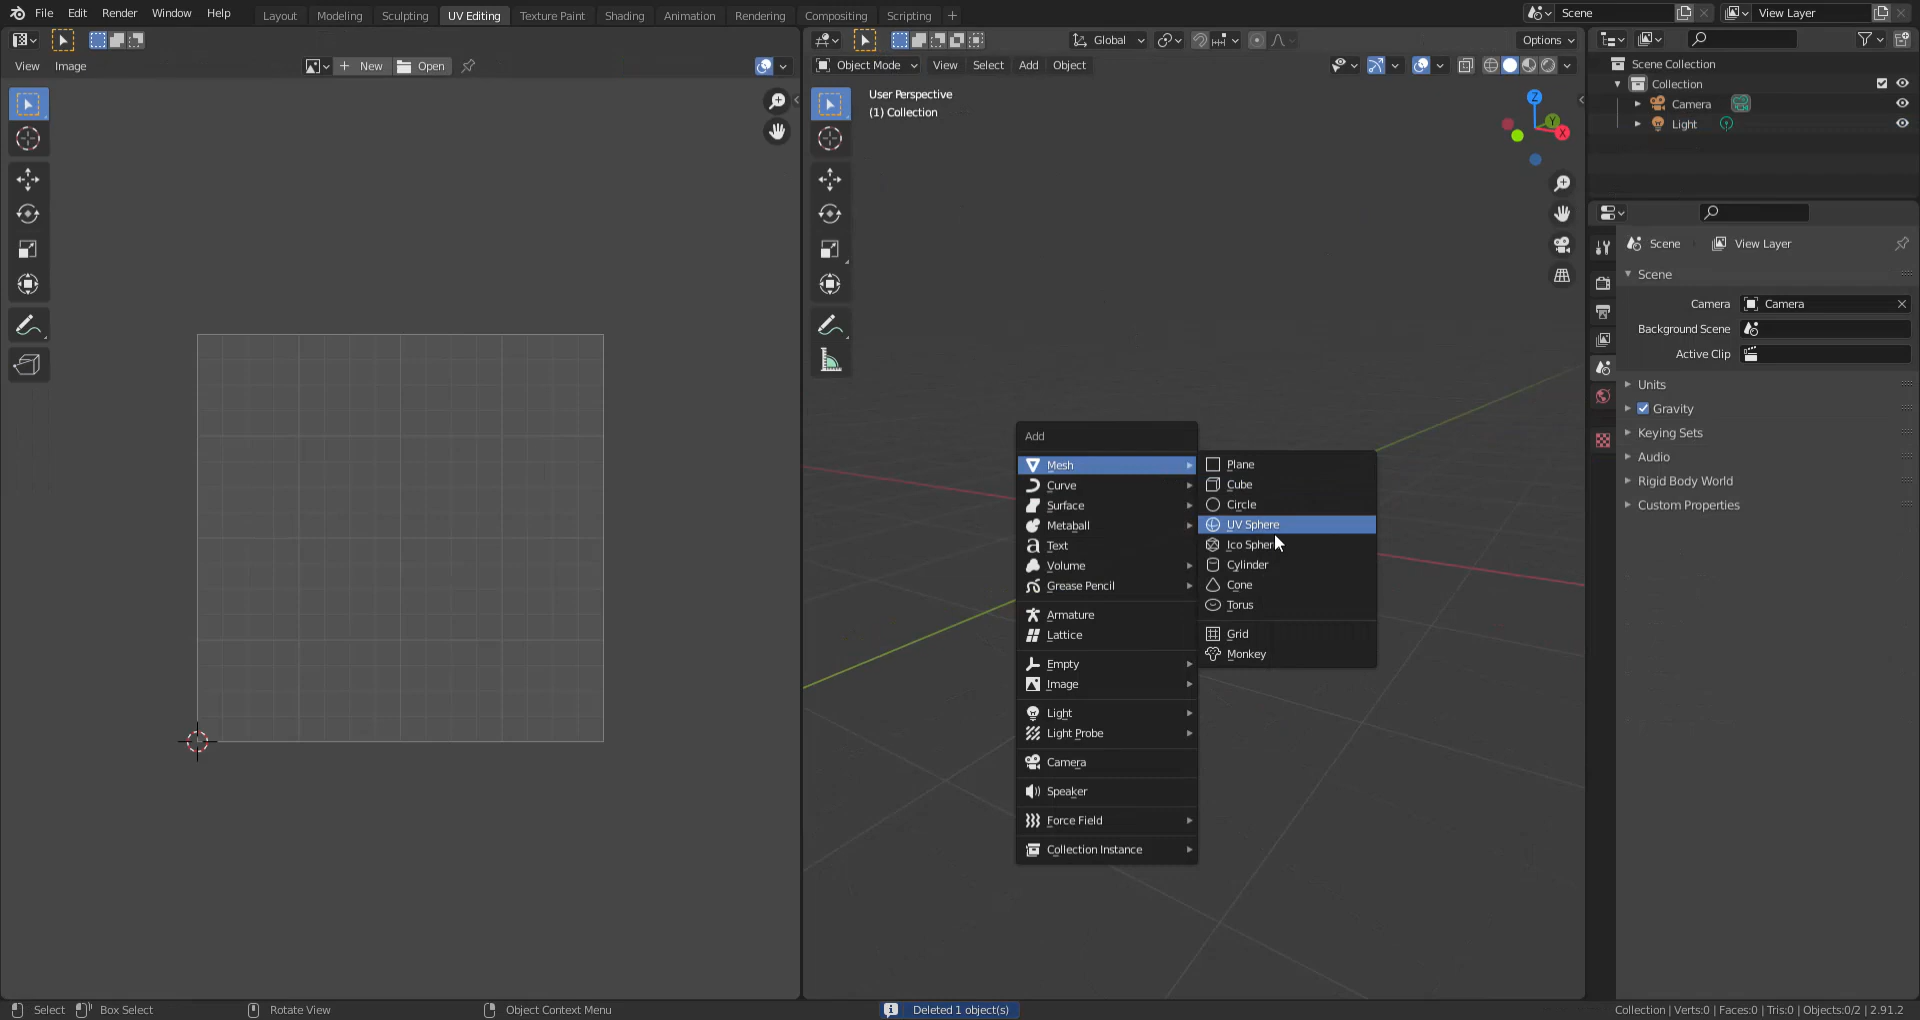 File Edit Render Window Help Layout Modeling Sculpting UV Editing Texture Paint Shading Animation Rendering Compositing Scripting + Scene View Layer
Global Options
View Image + New Open
Object Mode View Select Add Object
User Perspective
(1) Collection
Z
Y
X
Scene Collection
Collection
Camera
Light
Scene View Layer
Scene
Camera Camera
Background Scene
Active Clip
Units
Gravity
Keying Sets
Audio
Rigid Body World
Custom Properties
Add
Mesh
Curve
Surface
Metaball
Text
Volume
Grease Pencil
Armature
Lattice
Empty
Image
Light
Light Probe
Camera
Speaker
Force Field
Collection Instance
Plane
Cube
Circle
UV Sphere
Ico Spher
Cylinder
Cone
Torus
Grid
Monkey
Select Box Select Rotate View Object Context Menu Deleted 1 object(s) Collection | Verts:0 | Faces:0 | Tris:0 | Objects:0/2 | 2.91.2